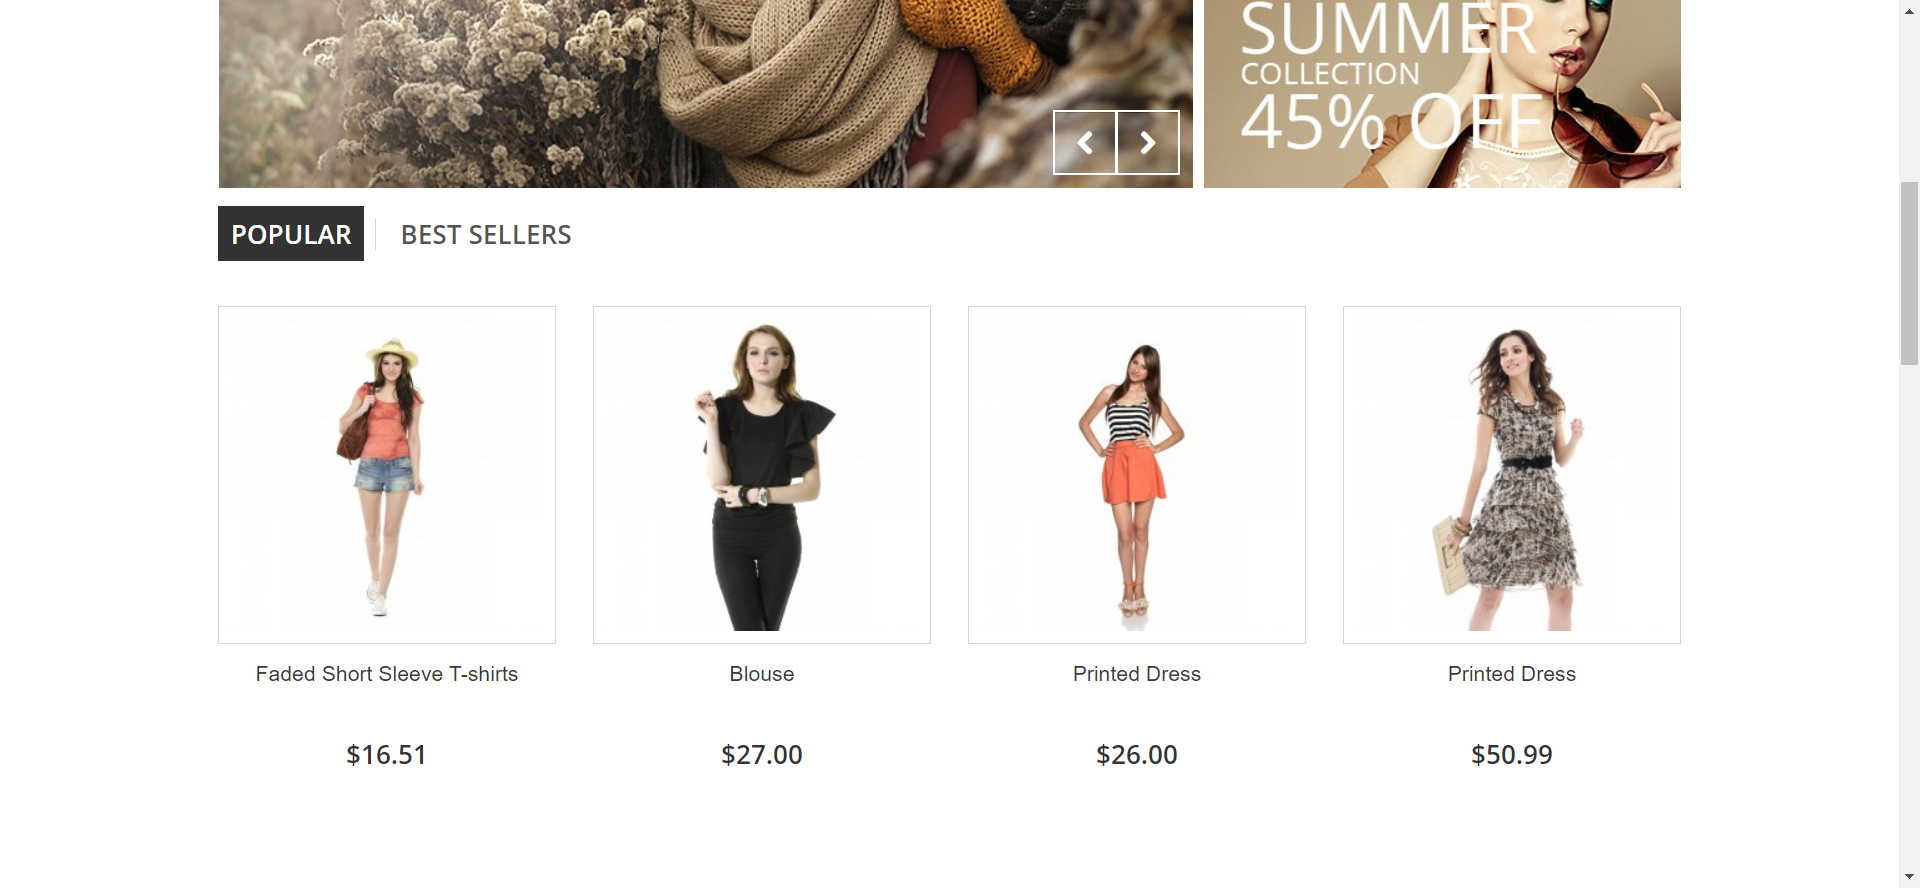 SUMMER
COLLECTION
45% OFF
POPULAR
BEST SELLERS
Faded Short Sleeve T-shirts
Blouse
Printed Dress
Printed Dress
$16.51
$27.00
$26.00
$50.99